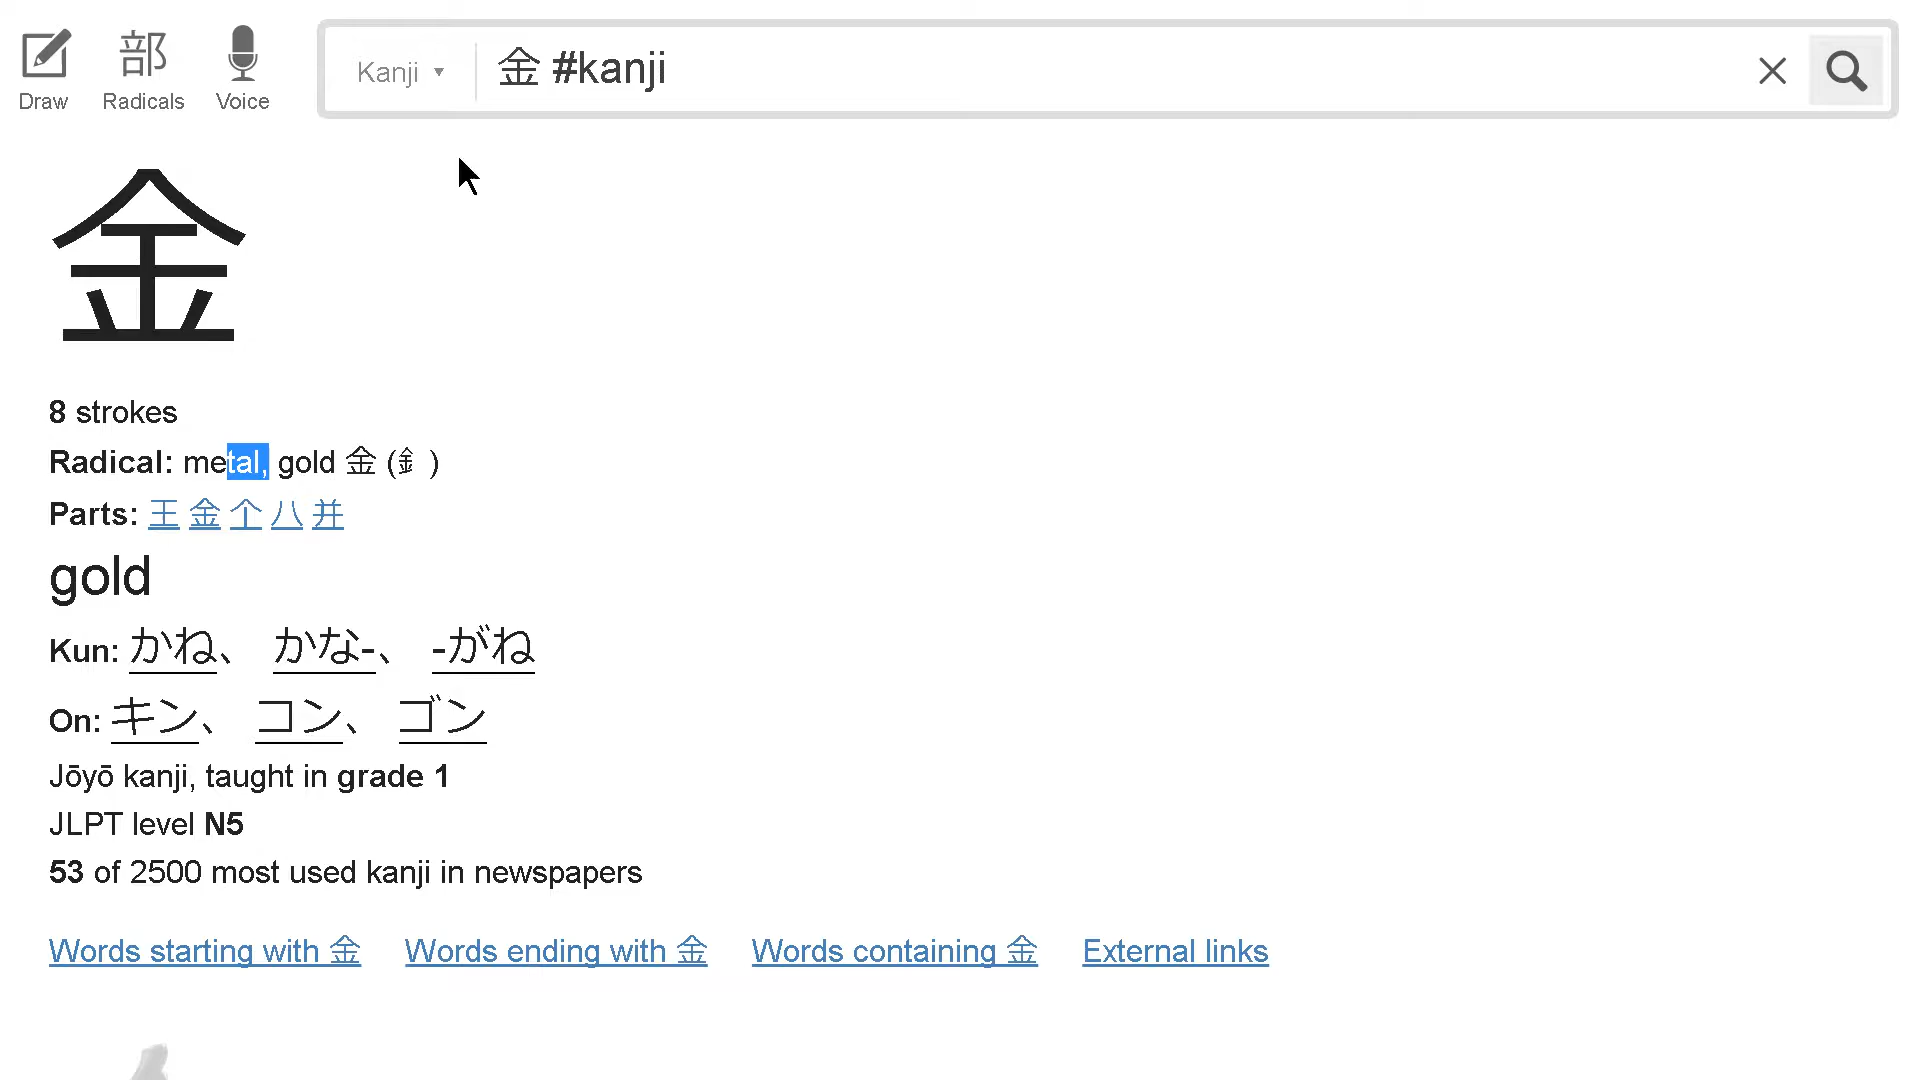 部
Draw Radicals Voice
Kanji ▼ 金 #kanji
金
8 strokes
Radical: metal, gold 金 (釒)
Parts: 王 金 个 八 并
gold
Kun: かね、 かな-、 -がね
On: キン、 コン、 ゴン
Jōyō kanji, taught in grade 1
JLPT level N5
53 of 2500 most used kanji in newspapers
Words starting with 金 Words ending with 金 Words containing 金 External links